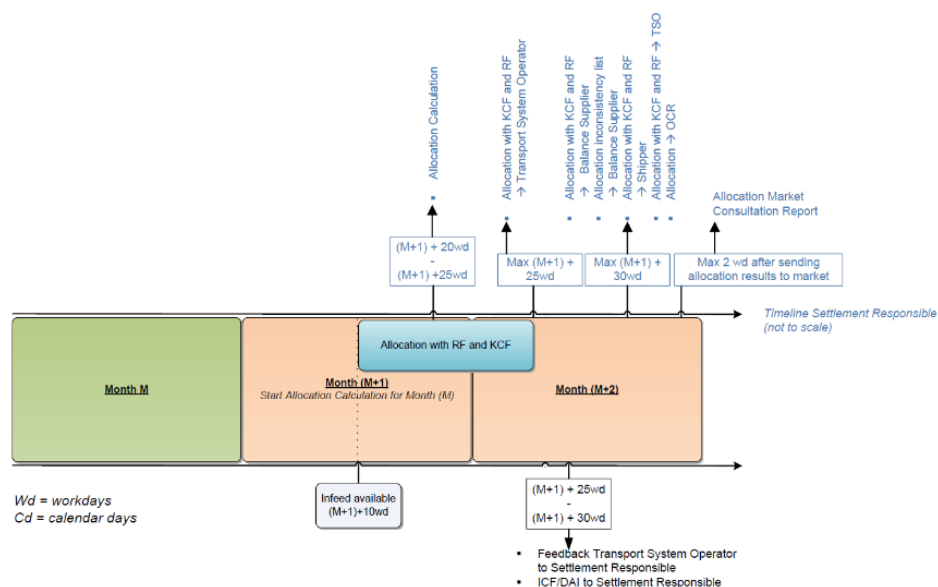 Allocation Calculation
Allocation with KCF and RF
→ Transport System Operator
Allocation with KCF and RF
→ Balance Supplier
Allocation inconsistency list
→ Balance Supplier
Allocation with KCF and RF
→ Shipper
Allocation with KCF and RF → TSO
Allocation → OCR
Allocation Market
Consultation Report
(M+1) + 20wd
-
(M+1) +25wd
Max (M+1) +
25wd
Max (M+1) +
30wd
Max 2 wd after sending
allocation results to market
Timeline Settlement Responsible
(not to scale)
Allocation with RF and KCF
Month M
Month (M+1)
Start Allocation Calculation for Month (M)
Month (M+2)
Wd = workdays
Cd = calendar days
Infeed available
(M+1)+10wd
(M+1) + 25wd
-
(M+1) + 30wd
▪ Feedback Transport System Operator
to Settlement Responsible
▪ ICF/DAI to Settlement Responsible